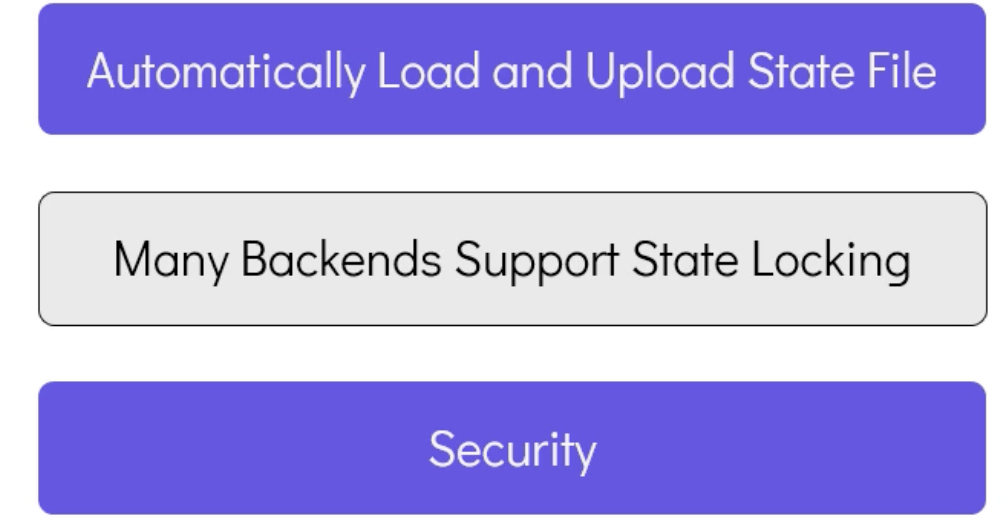 Automatically Load and Upload State File
Many Backends Support State Locking
Security